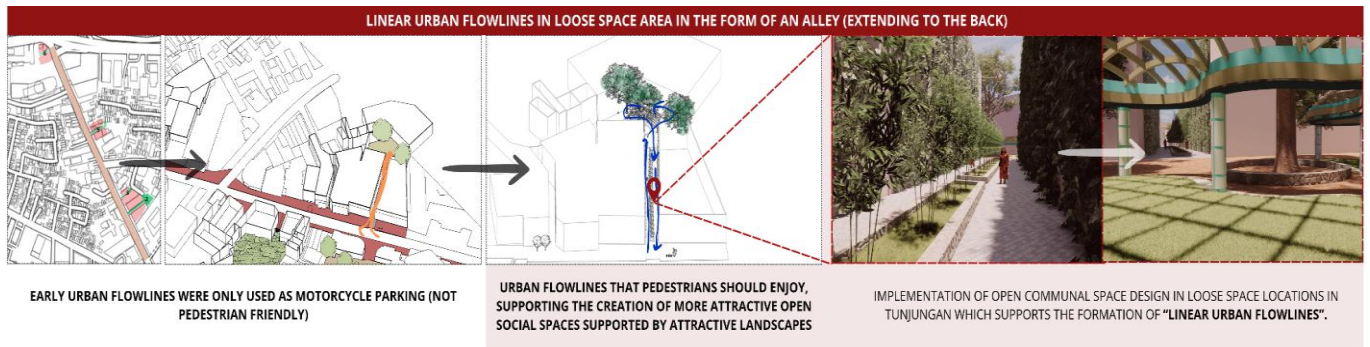 LINEAR URBAN FLOWLINES IN LOOSE SPACE AREA IN THE FORM OF AN ALLEY (EXTENDING TO THE BACK)
EARLY URBAN FLOWLINES WERE ONLY USED AS MOTORCYCLE PARKING (NOT
PEDESTRIAN FRIENDLY)
URBAN FLOWLINES THAT PEDESTRIANS SHOULD ENJOY,
SUPPORTING THE CREATION OF MORE ATTRACTIVE OPEN
SOCIAL SPACES SUPPORTED BY ATTRACTIVE LANDSCAPES
IMPLEMENTATION OF OPEN COMMUNAL SPACE DESIGN IN LOOSE SPACE LOCATIONS IN
TUNJUNGAN WHICH SUPPORTS THE FORMATION OF “LINEAR URBAN FLOWLINES”.